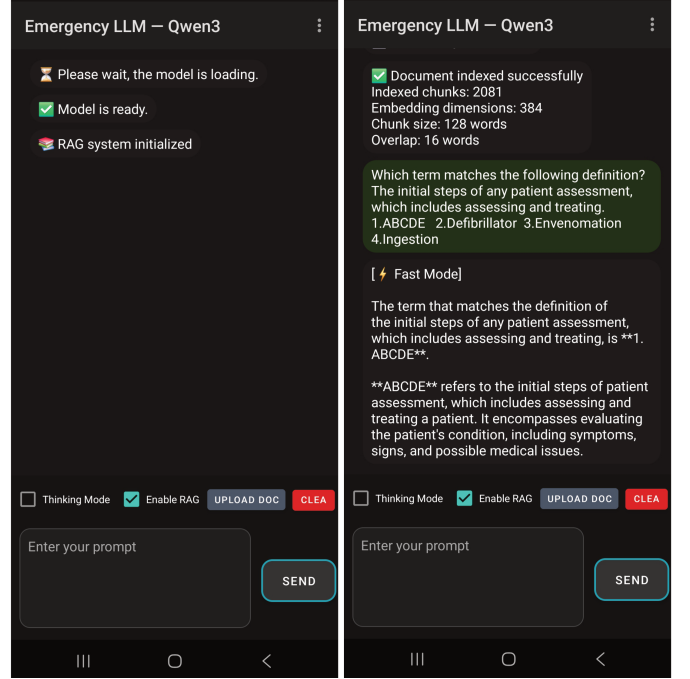 Emergency LLM — Qwen3
⏳ Please wait, the model is loading.
✅ Model is ready.
📚 RAG system initialized
Thinking Mode
Enable RAG
UPLOAD DOC
CLEA
Enter your prompt
SEND
Emergency LLM — Qwen3
✅ Document indexed successfully
Indexed chunks: 2081
Embedding dimensions: 384
Chunk size: 128 words
Overlap: 16 words
Which term matches the following definition?
The initial steps of any patient assessment,
which includes assessing and treating.
1.ABCDE 2.Defibrillator 3.Envenomation
4.Ingestion
[⚡ Fast Mode]
The term that matches the definition of
the initial steps of any patient assessment,
which includes assessing and treating, is **1.
ABCDE**.
**ABCDE** refers to the initial steps of patient
assessment, which includes assessing and
treating a patient. It encompasses evaluating
the patient's condition, including symptoms,
signs, and possible medical issues.
Thinking Mode
Enable RAG
UPLOAD DOC
CLEA
Enter your prompt
SEND